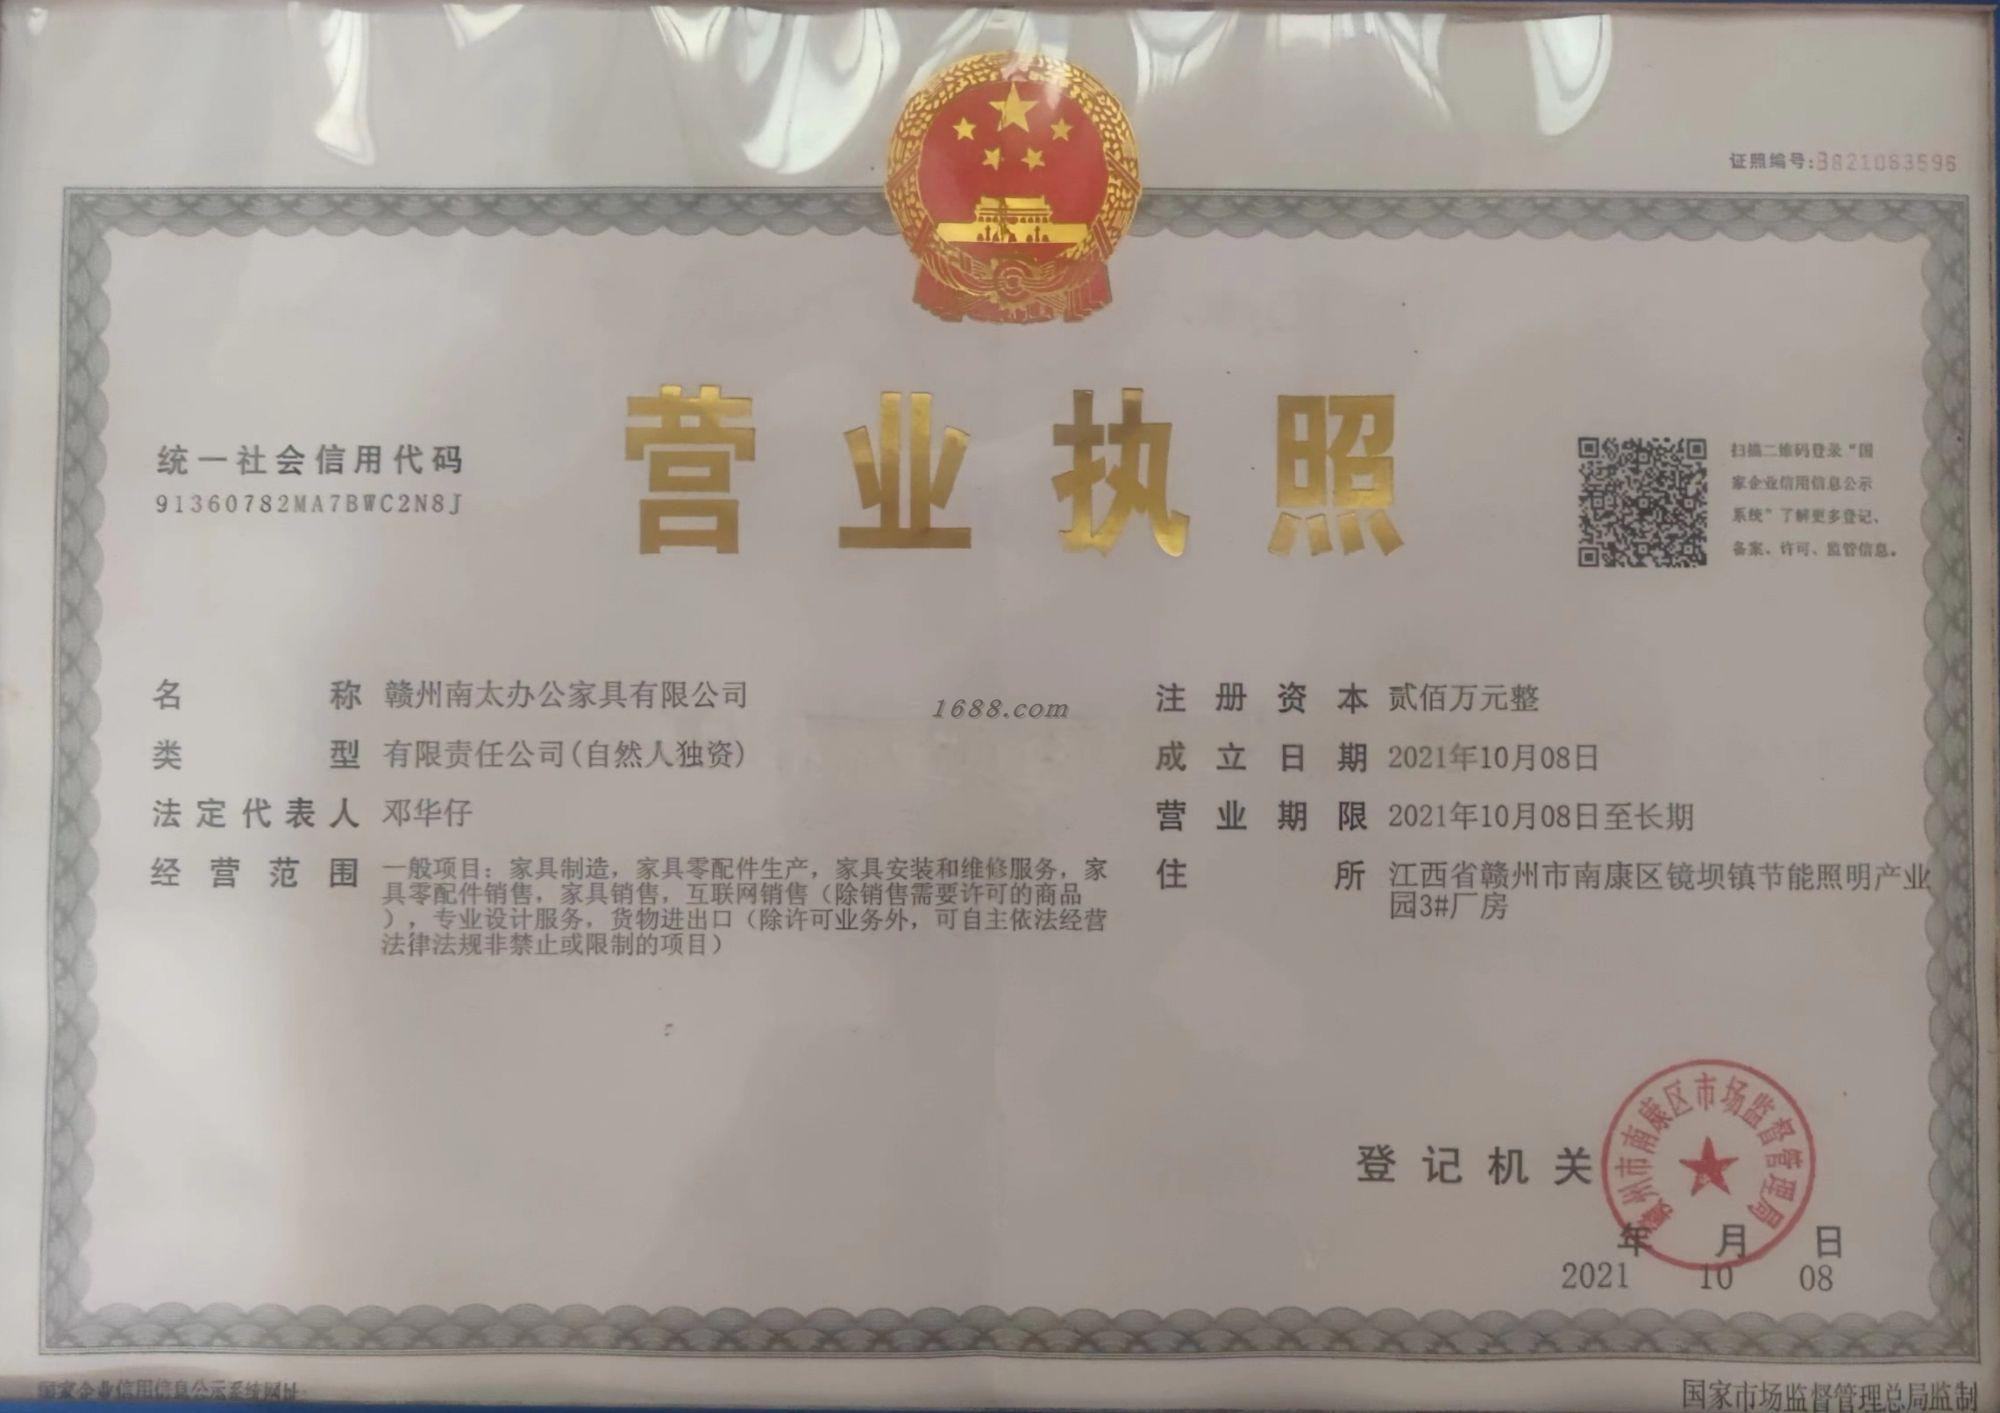 证照编号:B821063596
营业执照
统一社会信用代码
91360782MA7BWC2N8J
扫描二维码登录“国
家企业信用信息公示
系统”了解更多登记、
备案、许可、监管信息。
名称 赣州南太办公家具有限公司
类型 有限责任公司(自然人独资)
法定代表人 邓华仔
经营范围 一般项目：家具制造，家具零配件生产，家具安装和维修服务，家
具零配件销售，家具销售，互联网销售（除销售需要许可的商品
），专业设计服务，货物进出口（除许可业务外，可自主依法经营
法律法规非禁止或限制的项目）
1688.com
注册资本 贰佰万元整
成立日期 2021年10月08日
营业期限 2021年10月08日至长期
住所 江西省赣州市南康区镜坝镇节能照明产业
园3#厂房
登记机关
赣州市南康区市场监督管理局
年 月 日
2021 10 08
国家企业信用信息公示系统网址:
国家市场监督管理总局监制